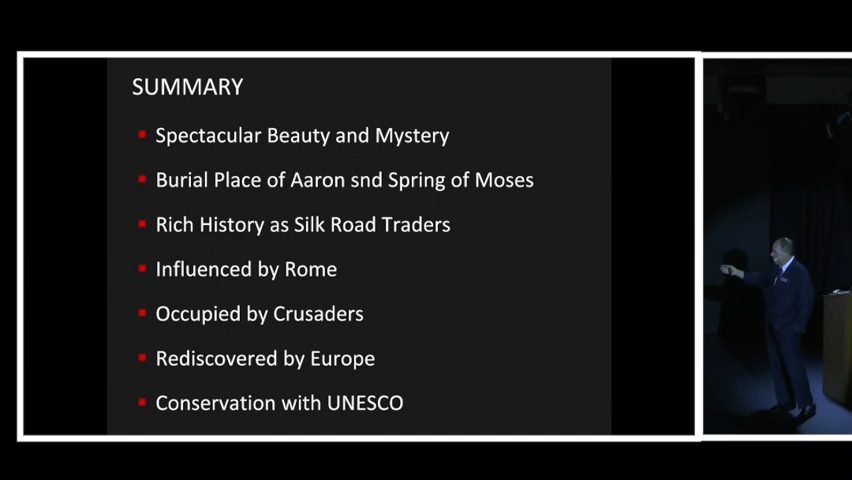 SUMMARY
Spectacular Beauty and Mystery
Burial Place of Aaron snd Spring of Moses
Rich History as Silk Road Traders
Influenced by Rome
Occupied by Crusaders
Rediscovered by Europe
Conservation with UNESCO